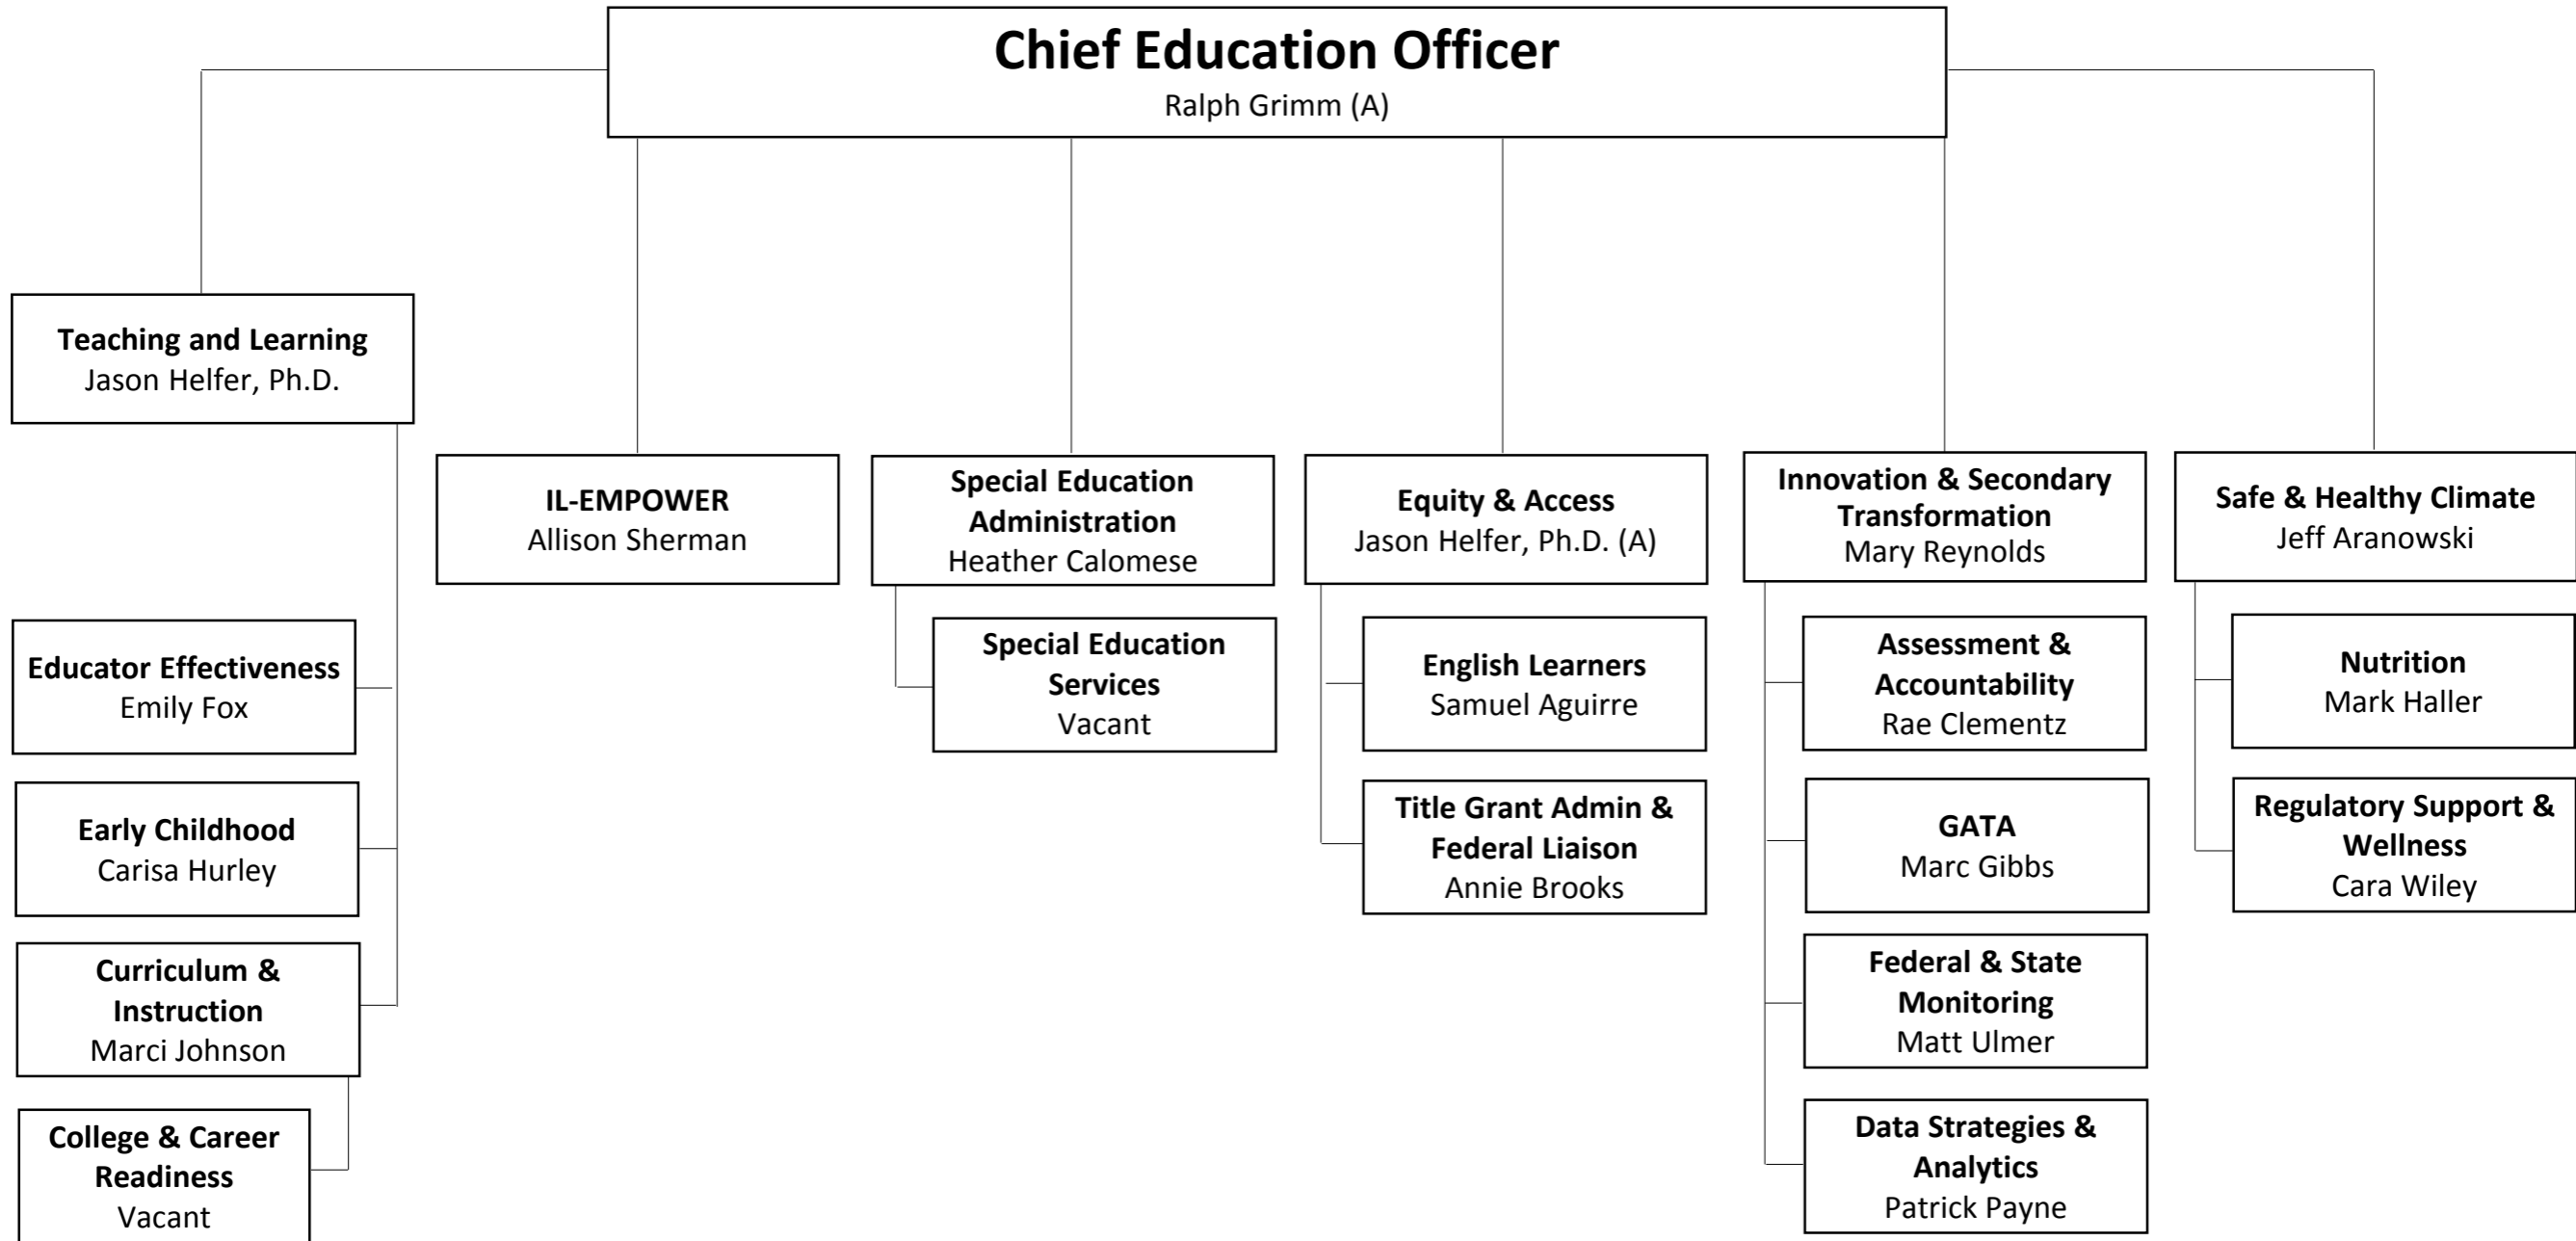 Chief Education Officer
Ralph Grimm (A)
Teaching and Learning
Jason Helfer, Ph.D.
Educator Effectiveness
Emily Fox
Early Childhood
Carisa Hurley
Curriculum &
Instruction
Marci Johnson
College & Career
Readiness
Vacant
IL-EMPOWER
Allison Sherman
Special Education
Administration
Heather Calomese
Special Education
Services
Vacant
Equity & Access
Jason Helfer, Ph.D. (A)
English Learners
Samuel Aguirre
Title Grant Admin &
Federal Liaison
Annie Brooks
Innovation & Secondary
Transformation
Mary Reynolds
Assessment &
Accountability
Rae Clementz
GATA
Marc Gibbs
Federal & State
Monitoring
Matt Ulmer
Data Strategies &
Analytics
Patrick Payne
Safe & Healthy Climate
Jeff Aranowski
Nutrition
Mark Haller
Regulatory Support &
Wellness
Cara Wiley